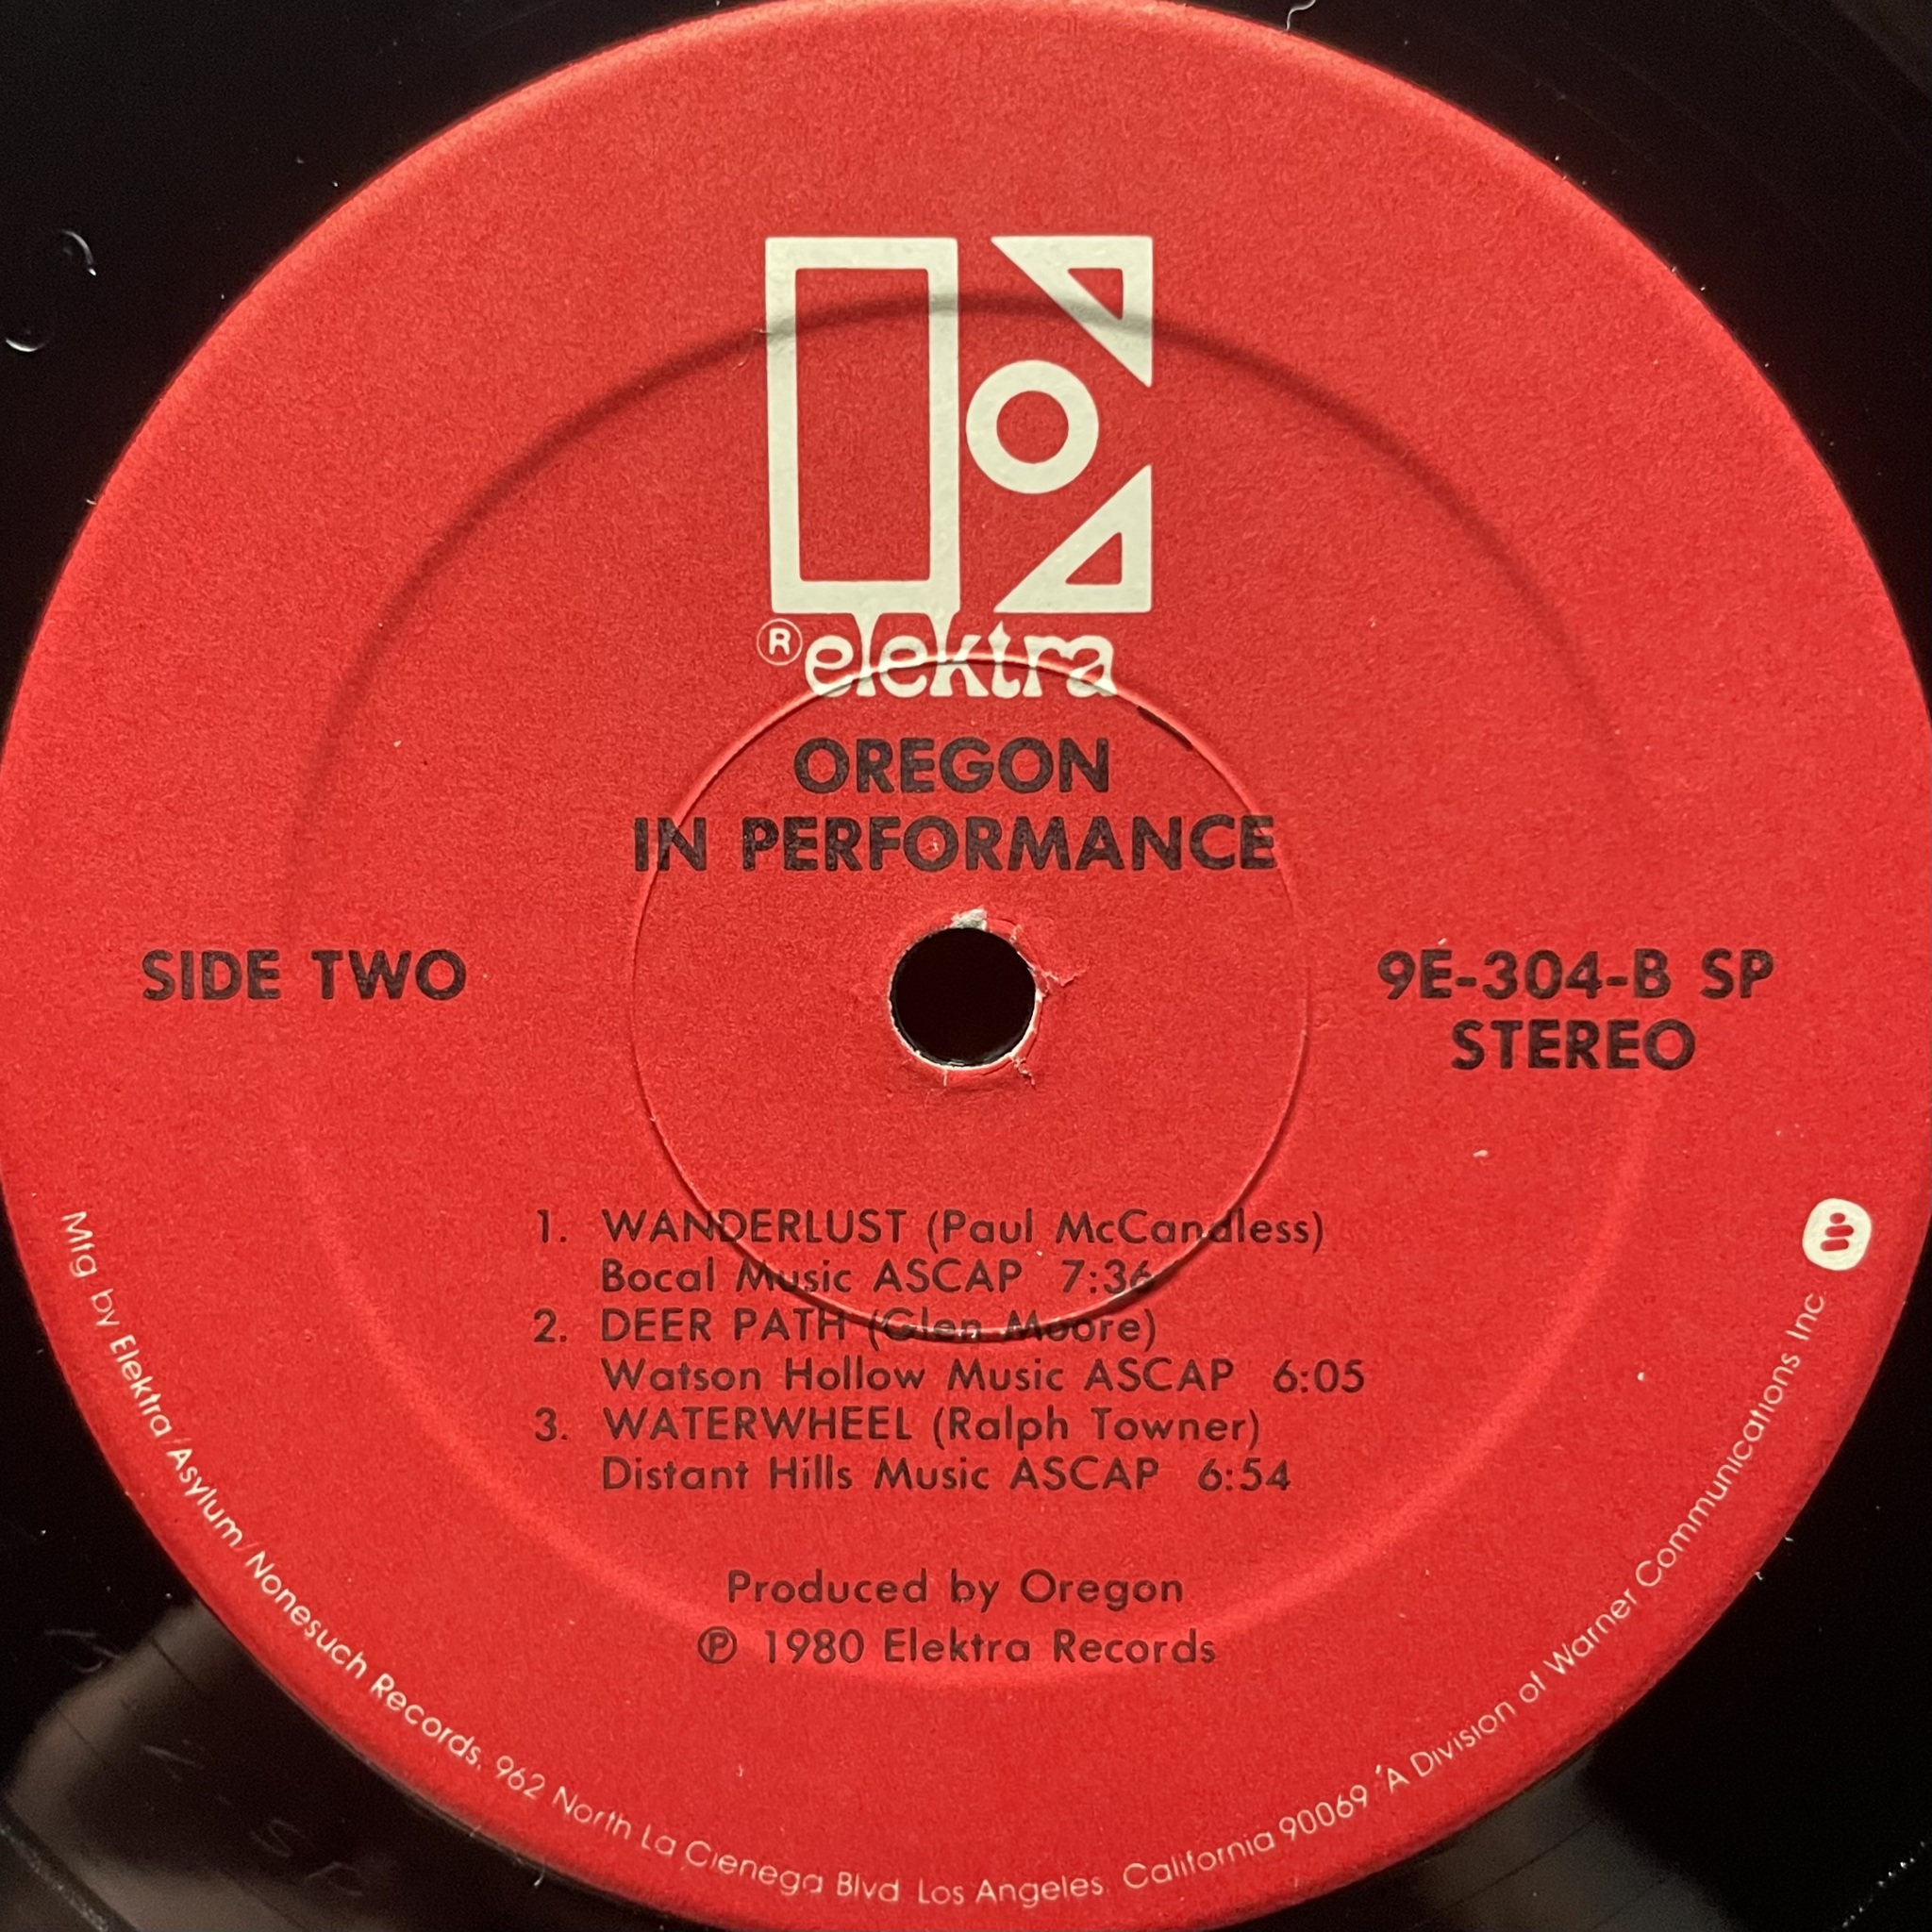 ® elektra
OREGON
IN PERFORMANCE
SIDE TWO
9E-304-B SP
STEREO
1. WANDERLUST (Paul McCandless)
Bocal Music ASCAP 7:36
2. DEER PATH (Glen Moore)
Watson Hollow Music ASCAP 6:05
3. WATERWHEEL (Ralph Towner)
Distant Hills Music ASCAP 6:54
Produced by Oregon
℗ 1980 Elektra Records
Mfg by Elektra/Asylum/Nonesuch Records, 962 North La Cienega Blvd Los Angeles, California 90069 A Division of Warner Communications Inc
SP